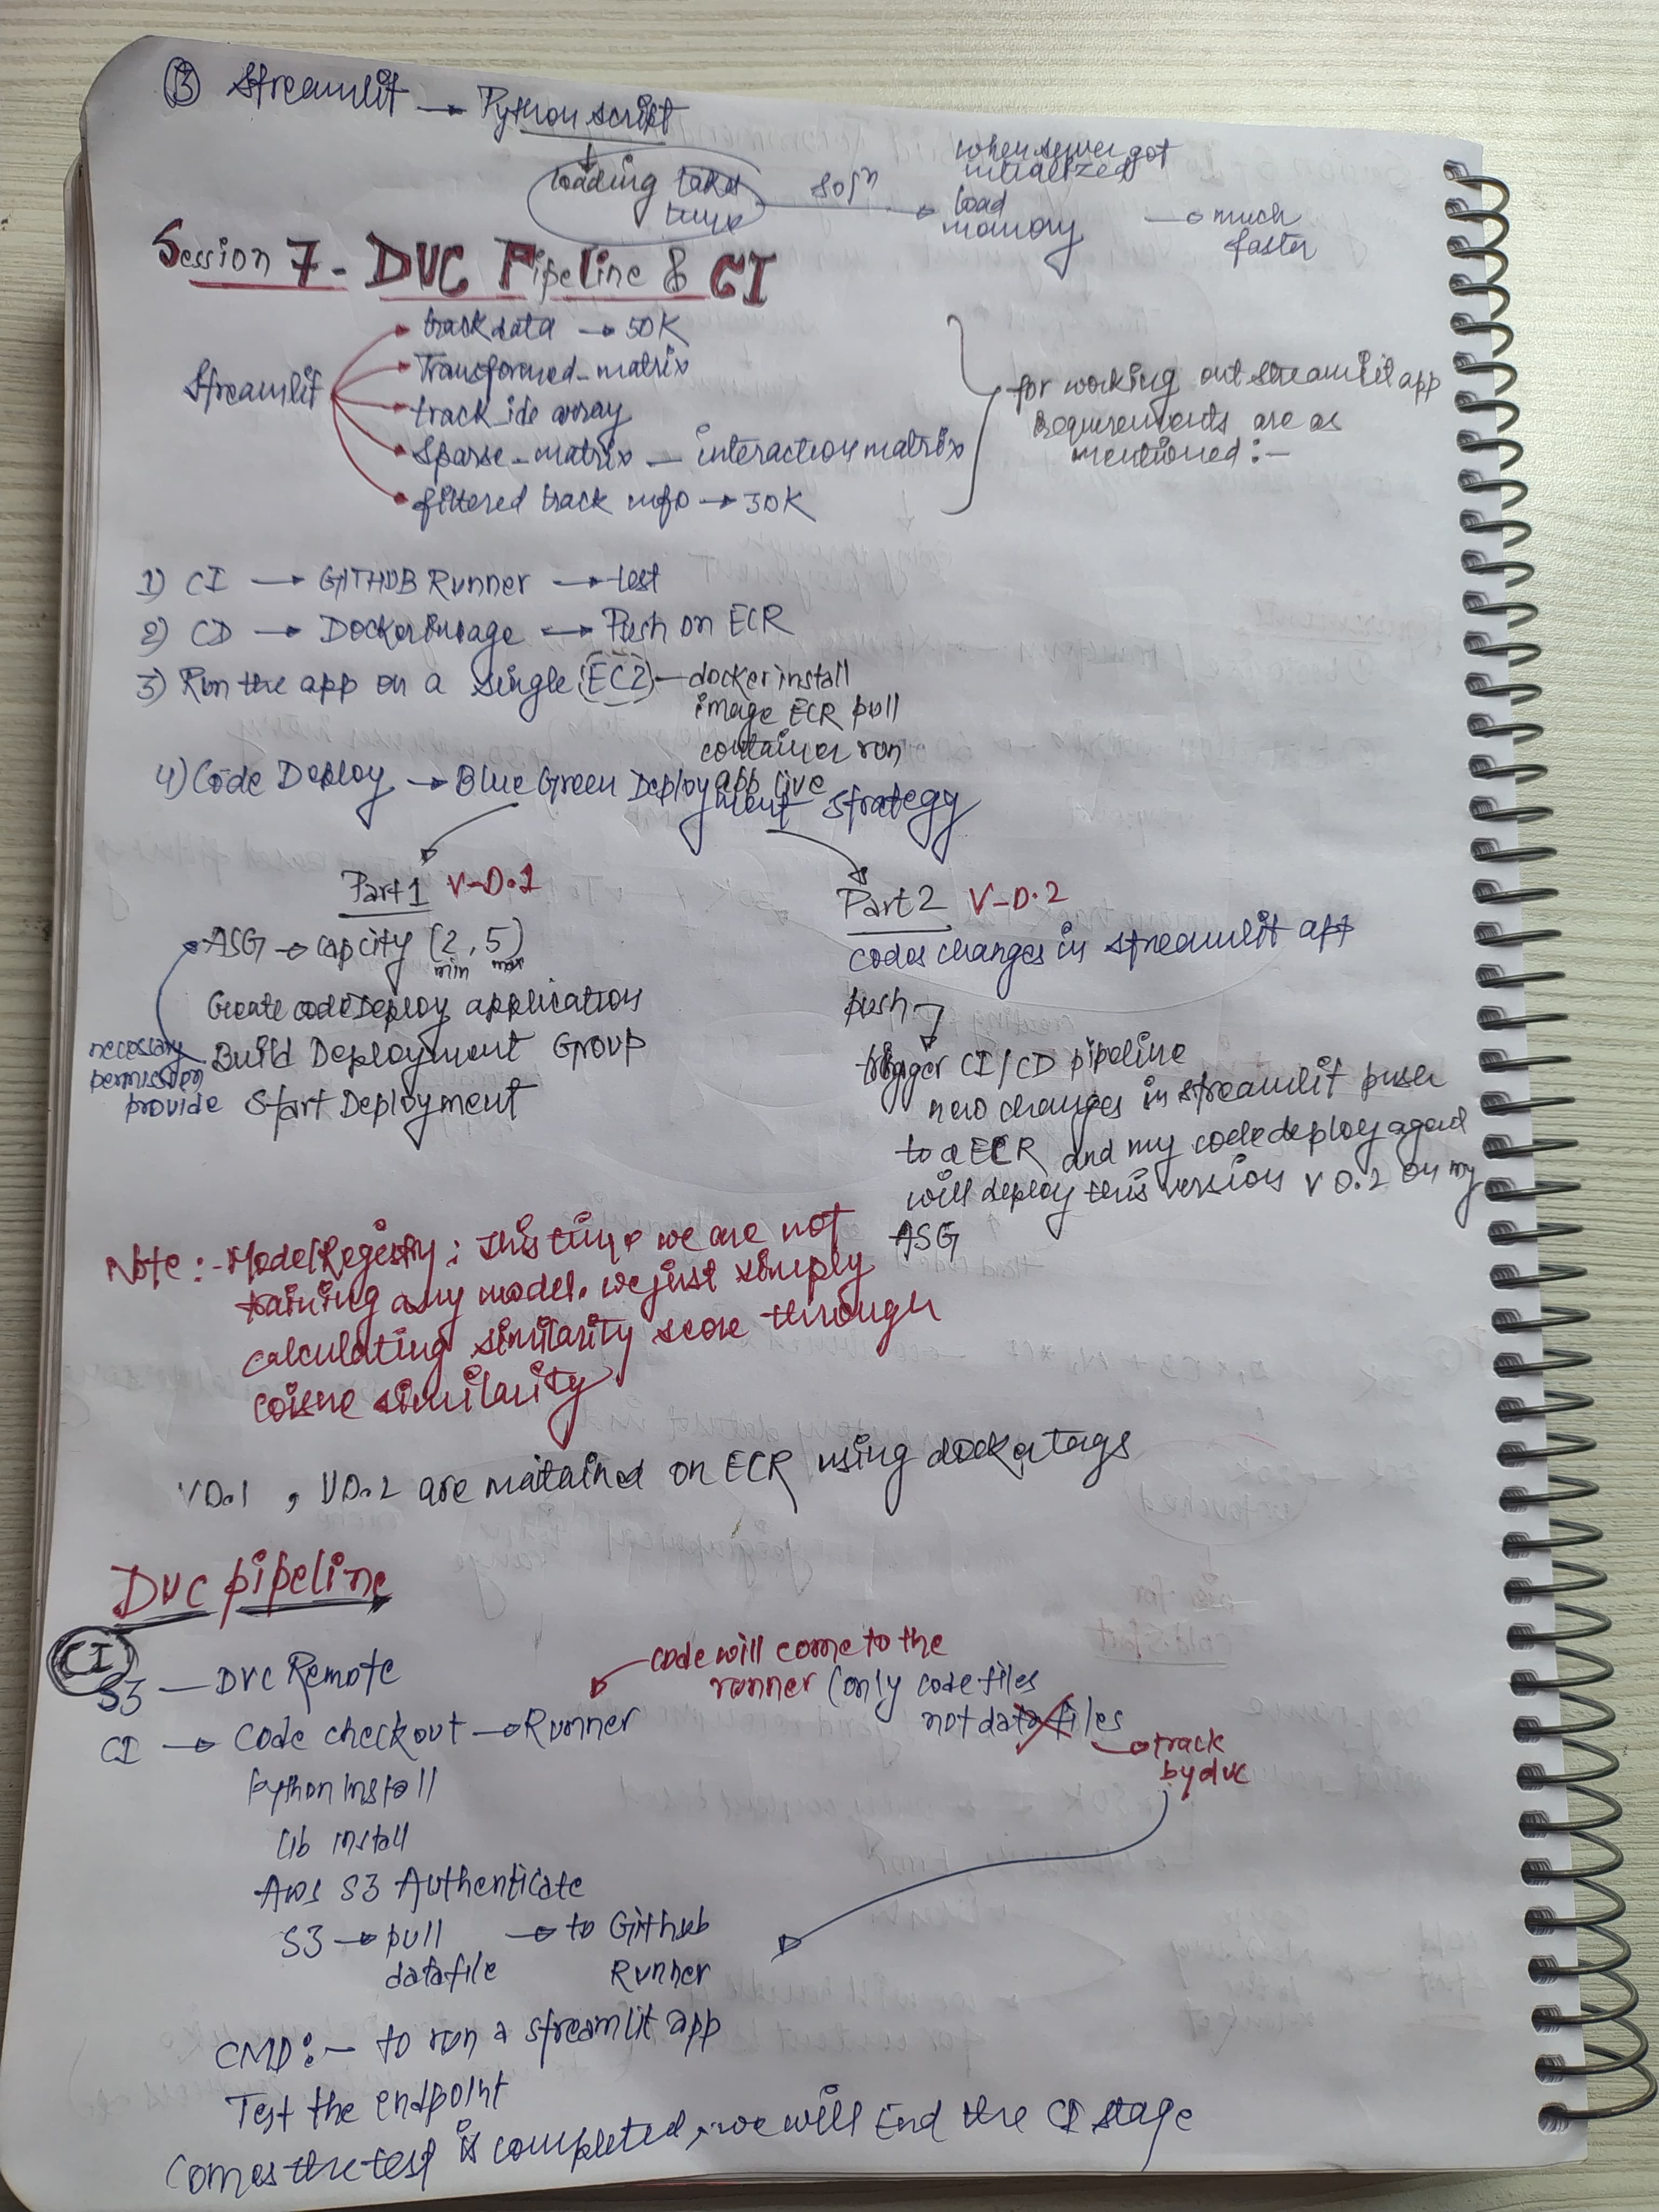 ③ Streamlit → Python script
loading takes time
solⁿ
when server got initialized
load memory → much faster
Session 7 - DVC Pipeline & CI
Streamlit
track data → 50K
Transformed_matrix
track_ids array
Sparse_matrix — interaction matrix
filtered track info → 30K
for working out streamlit app
Requirements are as
mentioned :-
1) CI → GITHUB Runner → test
2) CD → Docker Image → Push on ECR
3) Run the app on a single EC2 — docker install
image ECR pull
container run
app live
4) Code Deploy → Blue Green Deployment Strategy
Part 1 V-0.1
ASG → capcity (2, 5)
min max
Create codeDeploy application
Build Deployment Group
Start Deployment
necessary
permission
provide
Part 2 V-0.2
codes changes in streamlit app
push
trigger CI/CD pipeline
new changes in streamlit push
to a ECR and my codedeploy again
will deploy this version v 0.2 on my
ASG
Note :- Model Registry : This time we are not
training any model. we just simply
calculating similarity score through
coisne similarity
V0.1 , V0.2 are matained on ECR using docker tags
DVC pipeline
CI
S3 — DVC Remote
code will come to the
runner (only code files
not data files
track
by dvc
CI → Code checkout → Runner
Python Install
Lib install
Aws S3 Authenticate
S3 → pull → to Github
datafile Runner
CMD :- to run a streamlit app
Test the endpoint
Comes the test is completed, we will End the CI stage